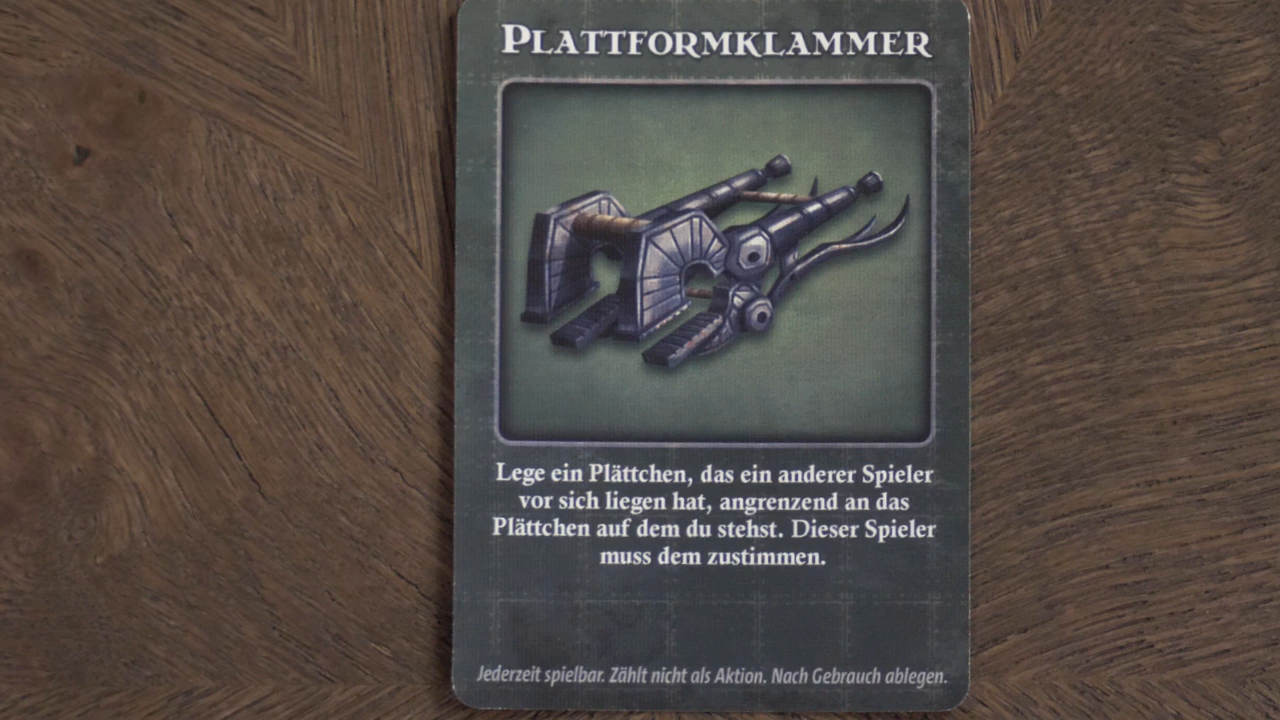 PLATTFORMKLAMMER
Lege ein Plättchen, das ein anderer Spieler
vor sich liegen hat, angrenzend an das
Plättchen auf dem du stehst. Dieser Spieler
muss dem zustimmen.
Jederzeit spielbar. Zählt nicht als Aktion. Nach Gebrauch ablegen.